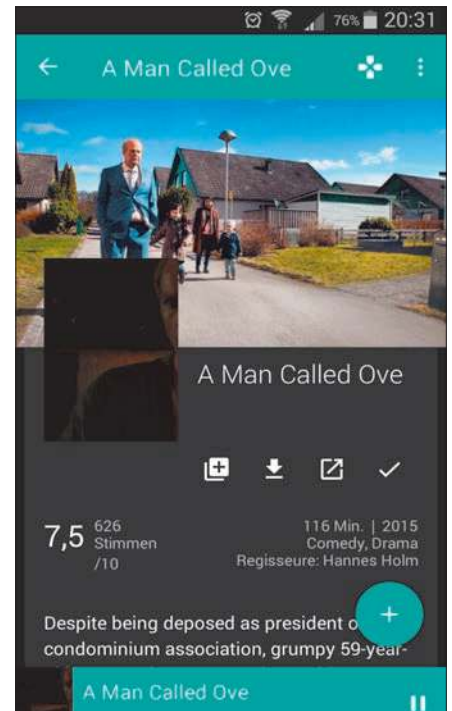 76% 20:31
A Man Called Ove
A Man Called Ove
7,5
626
Stimmen
/10
116 Min. | 2015
Comedy, Drama
Regisseure: Hannes Holm
Despite being deposed as president o
condominium association, grumpy 59-year-
A Man Called Ove